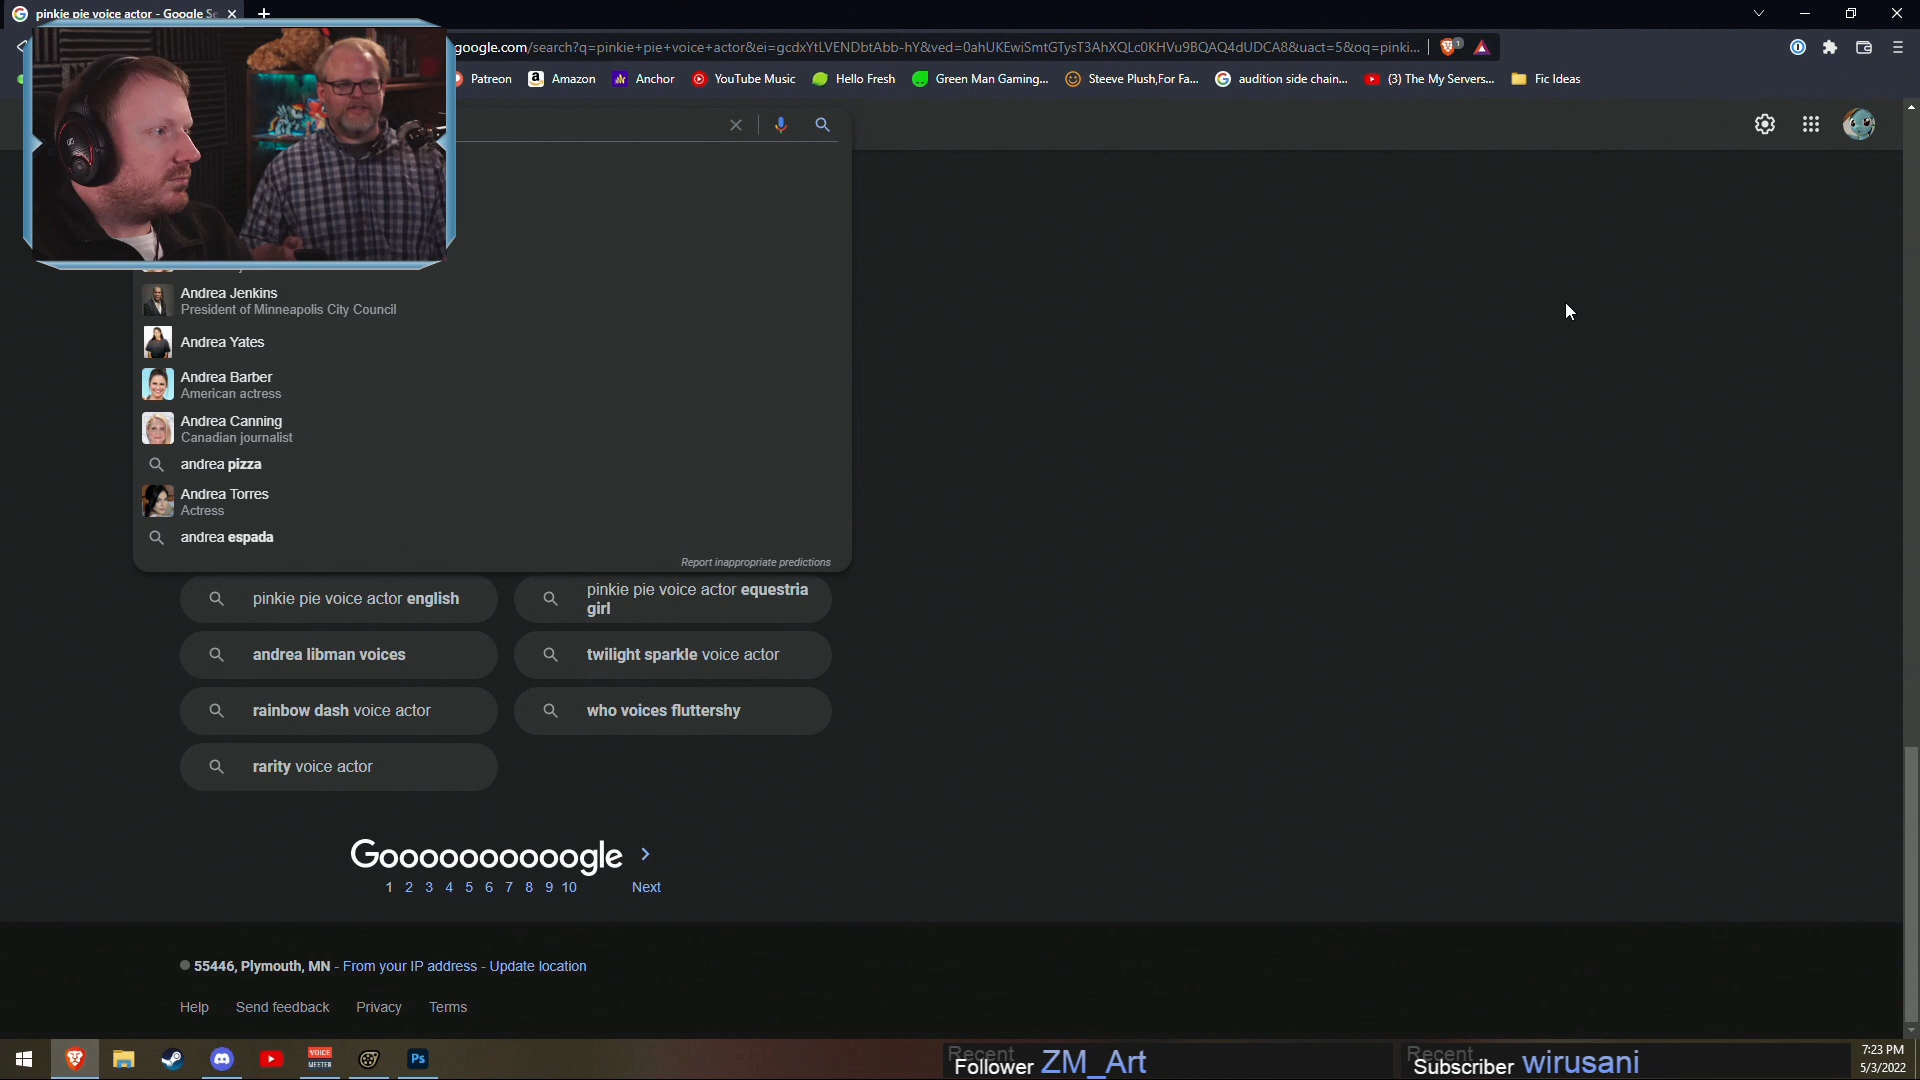 pinkie pie voice actor - Google Se
google.com/search?q=pinkie+pie+voice+actor&ei=gcdxYtLVENDbtAbb-hY&ved=0ahUKEwiSmtGTysT3AhXQLc0KHVu9BQAQ4dUDCA8&uact=5&oq=pinki... 1
Patreon Amazon Anchor YouTube Music Hello Fresh Green Man Gaming... Steeve Plush,For Fa... audition side chain... (3) The My Servers... Fic Ideas
Andrea Jenkins
President of Minneapolis City Council
Andrea Yates
Andrea Barber
American actress
Andrea Canning
Canadian journalist
andrea pizza
Andrea Torres
Actress
andrea espada
Report inappropriate predictions
pinkie pie voice actor english
pinkie pie voice actor equestria
girl
andrea libman voices
twilight sparkle voice actor
rainbow dash voice actor
who voices fluttershy
rarity voice actor
Goooooooooogle
1 2 3 4 5 6 7 8 9 10 Next
55446, Plymouth, MN - From your IP address - Update location
Help Send feedback Privacy Terms
VOICE
MEETER
Ps
Recent
Follower ZM_Art
Recent
Subscriber wirusani
7:23 PM
5/3/2022